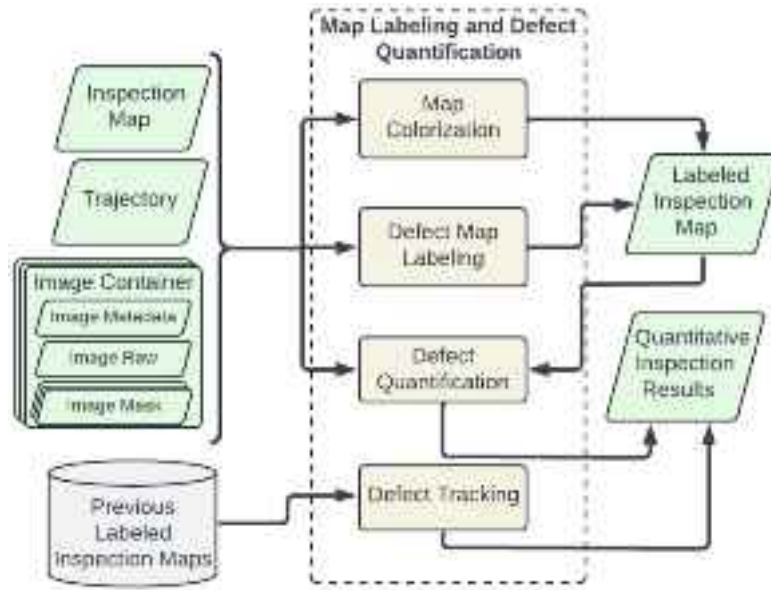 Map Labeling and Defect
Quantification
Inspection
Map
Trajectory
Image Container
Image Metadata
Image Raw
Image Mask
Previous
Labeled
Inspection Maps
Map
Colorization
Defect Map
Labeling
Defect
Quantification
Defect Tracking
Labeled
Inspection
Map
Quantitative
Inspection
Results